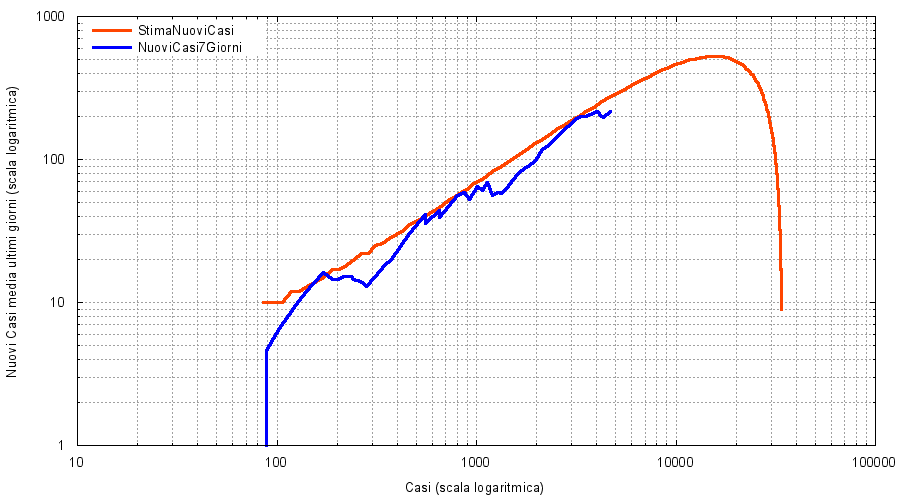 1000
StimaNuoviCasi
NuoviCasi7Giorni
100
10
1
10
100
1000
10000
100000
Nuovi Casi media ultimi giorni (scala logaritmica)
Casi (scala logaritmica)